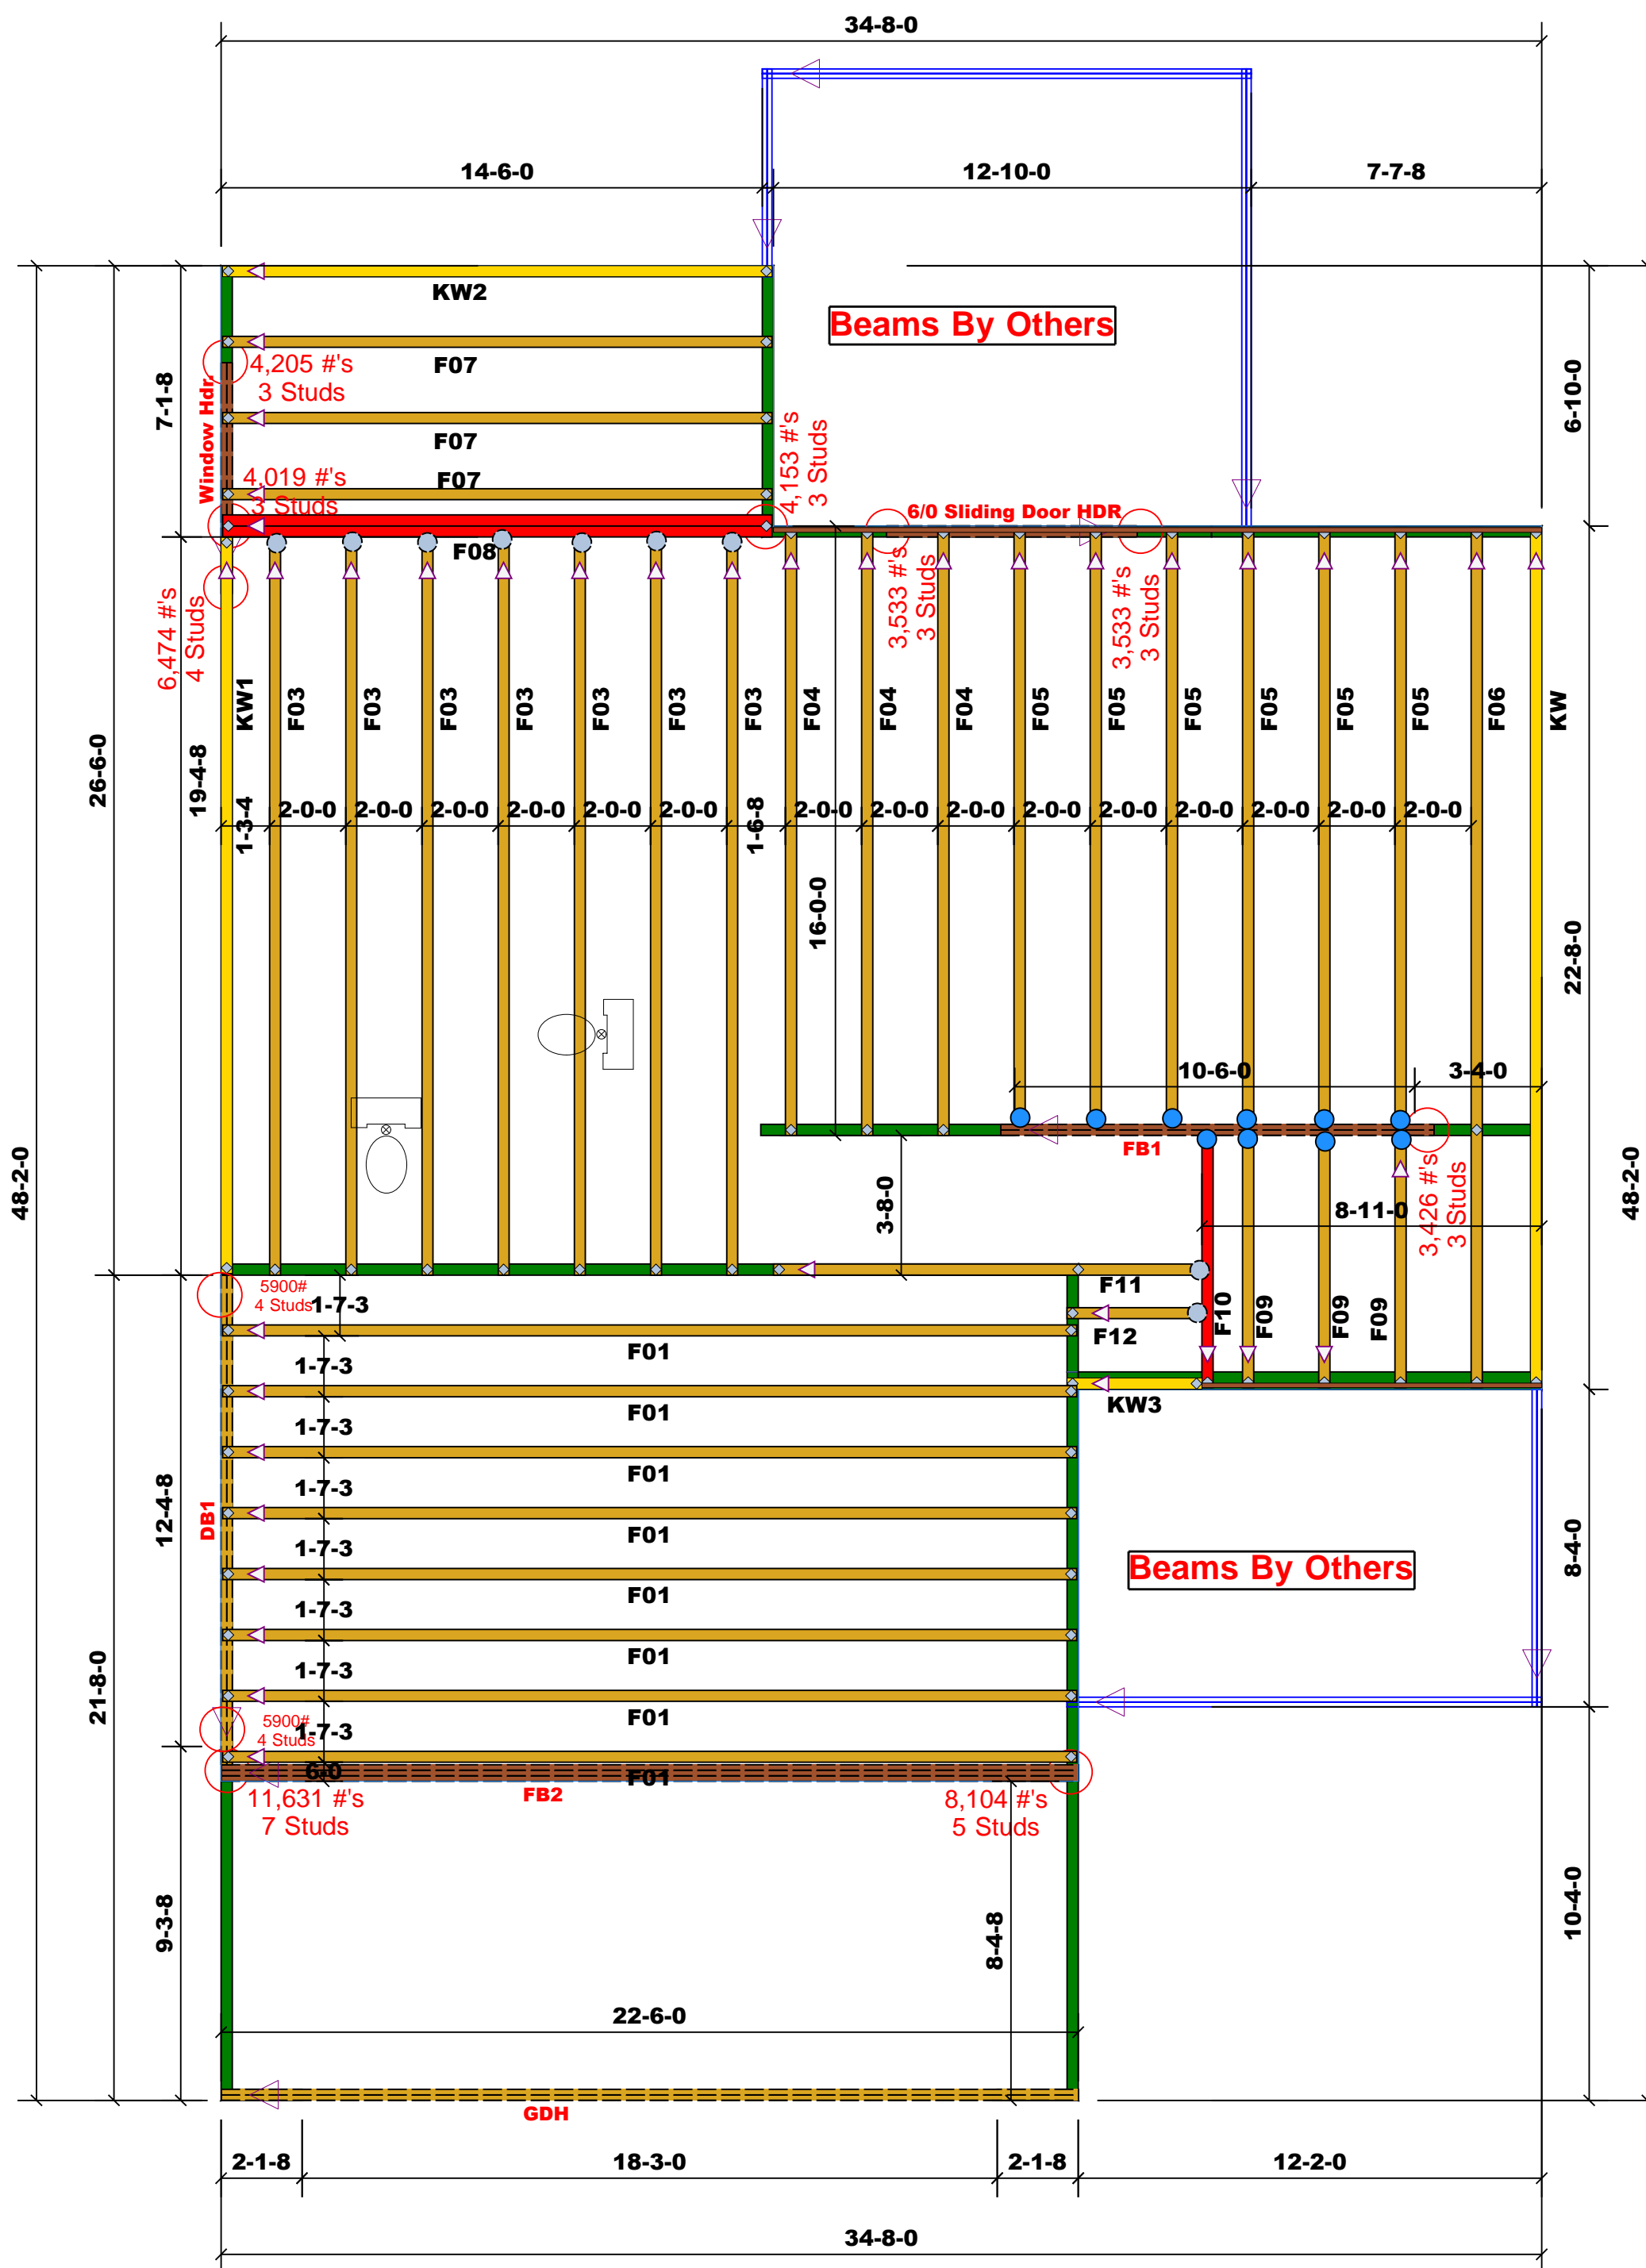 34-8-0
14-6-0
12-10-0
7-7-8
KW2
Beams By Others
F07
4,205 #'s
3 Studs
7-1-8
6-10-0
Window Hdr.
F07
4,153 #'s
3 Studs
4,019 #'s
3 Studs
F07
6/0 Sliding Door HDR
F08
3,533 #'s
3 Studs
3,533 #'s
3 Studs
6,474 #'s
4 Studs
KW1
F03
F03
F03
F03
F03
F03
F03
F04
F04
F04
F05
F05
F05
F05
F05
F05
F06
KW
26-6-0
19-4-8
1-3-4
2-0-0
2-0-0
2-0-0
2-0-0
2-0-0
2-0-0
1-6-8
2-0-0
2-0-0
2-0-0
2-0-0
2-0-0
2-0-0
2-0-0
2-0-0
2-0-0
16-0-0
22-8-0
10-6-0
3-4-0
48-2-0
FB1
48-2-0
3-8-0
8-11-0
3,426 #'s
3 Studs
5900#
4 Studs
1-7-3
F11
F12
F10
F09
F09
F09
F01
1-7-3
KW3
F01
1-7-3
F01
1-7-3
12-4-8
DB1
F01
1-7-3
8-4-0
Beams By Others
F01
1-7-3
F01
1-7-3
21-8-0
F01
5900#
4 Studs
1-7-3
6-0
F01
FB2
11,631 #'s
7 Studs
8,104 #'s
5 Studs
9-3-8
8-4-8
10-4-0
22-6-0
GDH
2-1-8
18-3-0
2-1-8
12-2-0
34-8-0